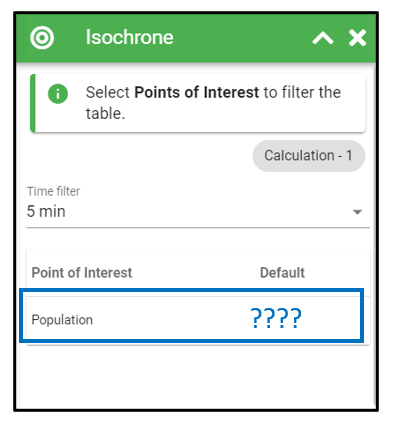 Isochrone
Select Points of Interest to filter the
table.
Calculation - 1
Time filter
5 min
Point of Interest Default
Population ????